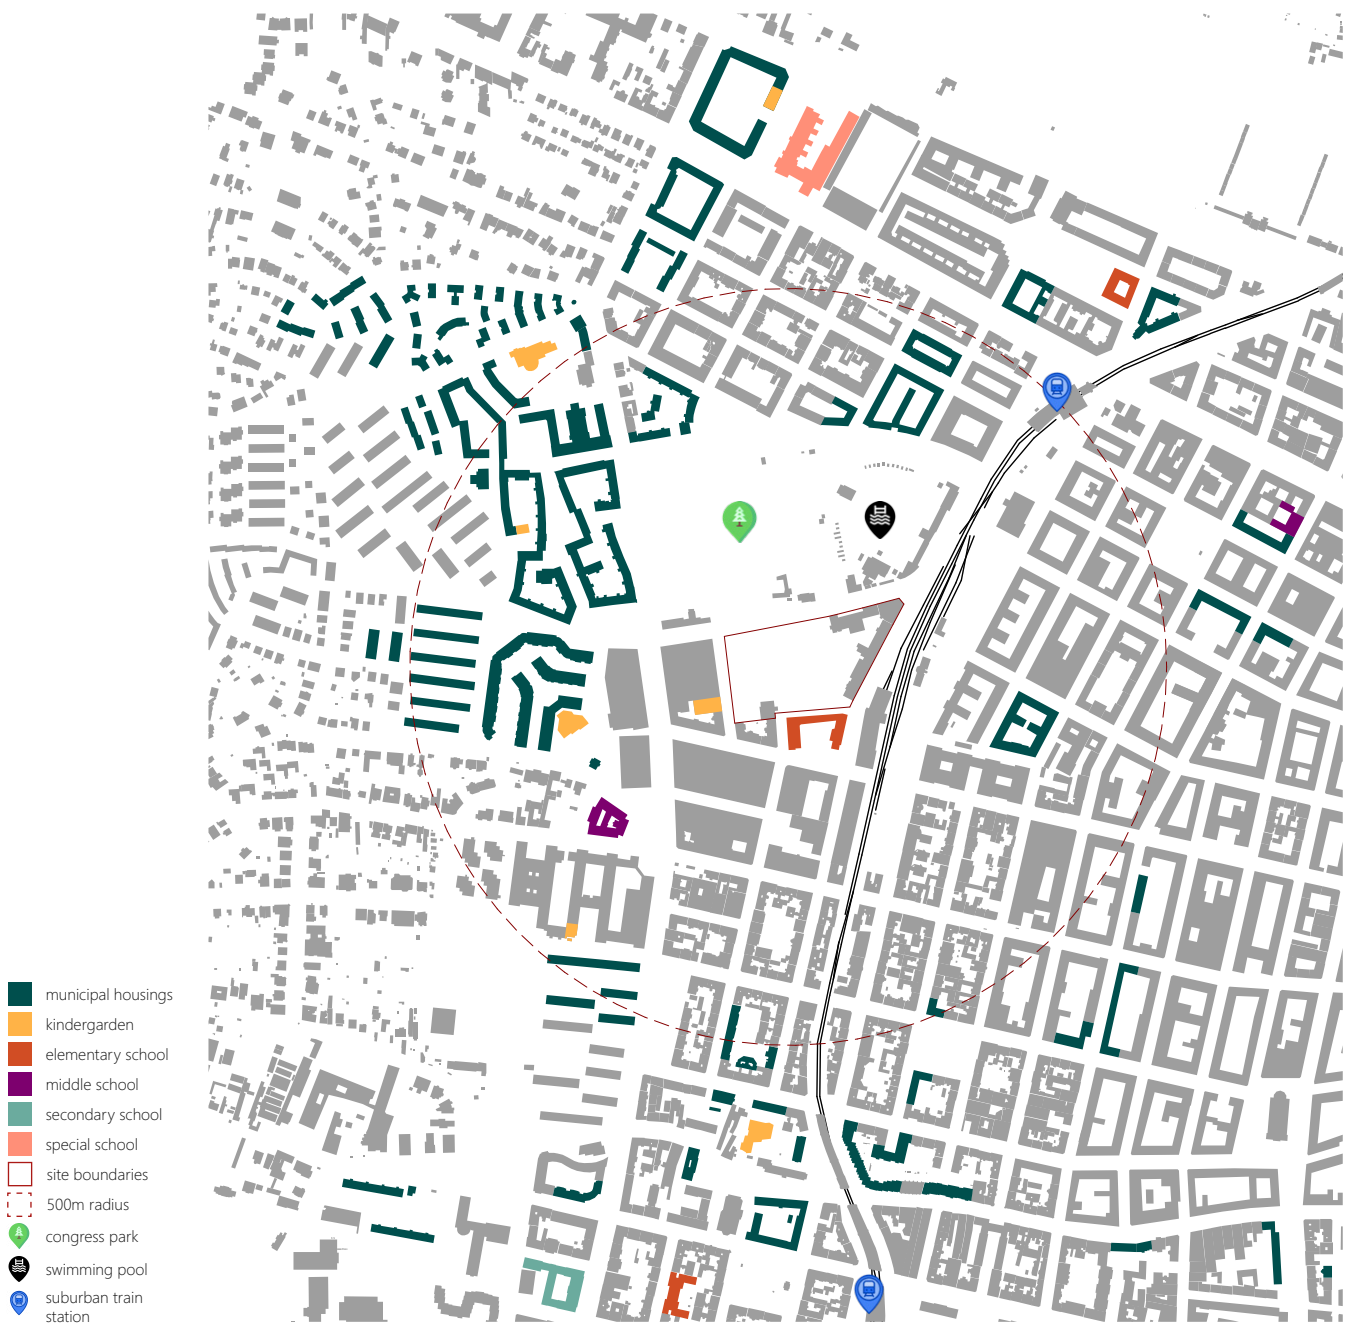 municipal housings
kindergarden
elementary school
middle school
secondary school
special school
site boundaries
500m radius
congress park
swimming pool
suburban train
station